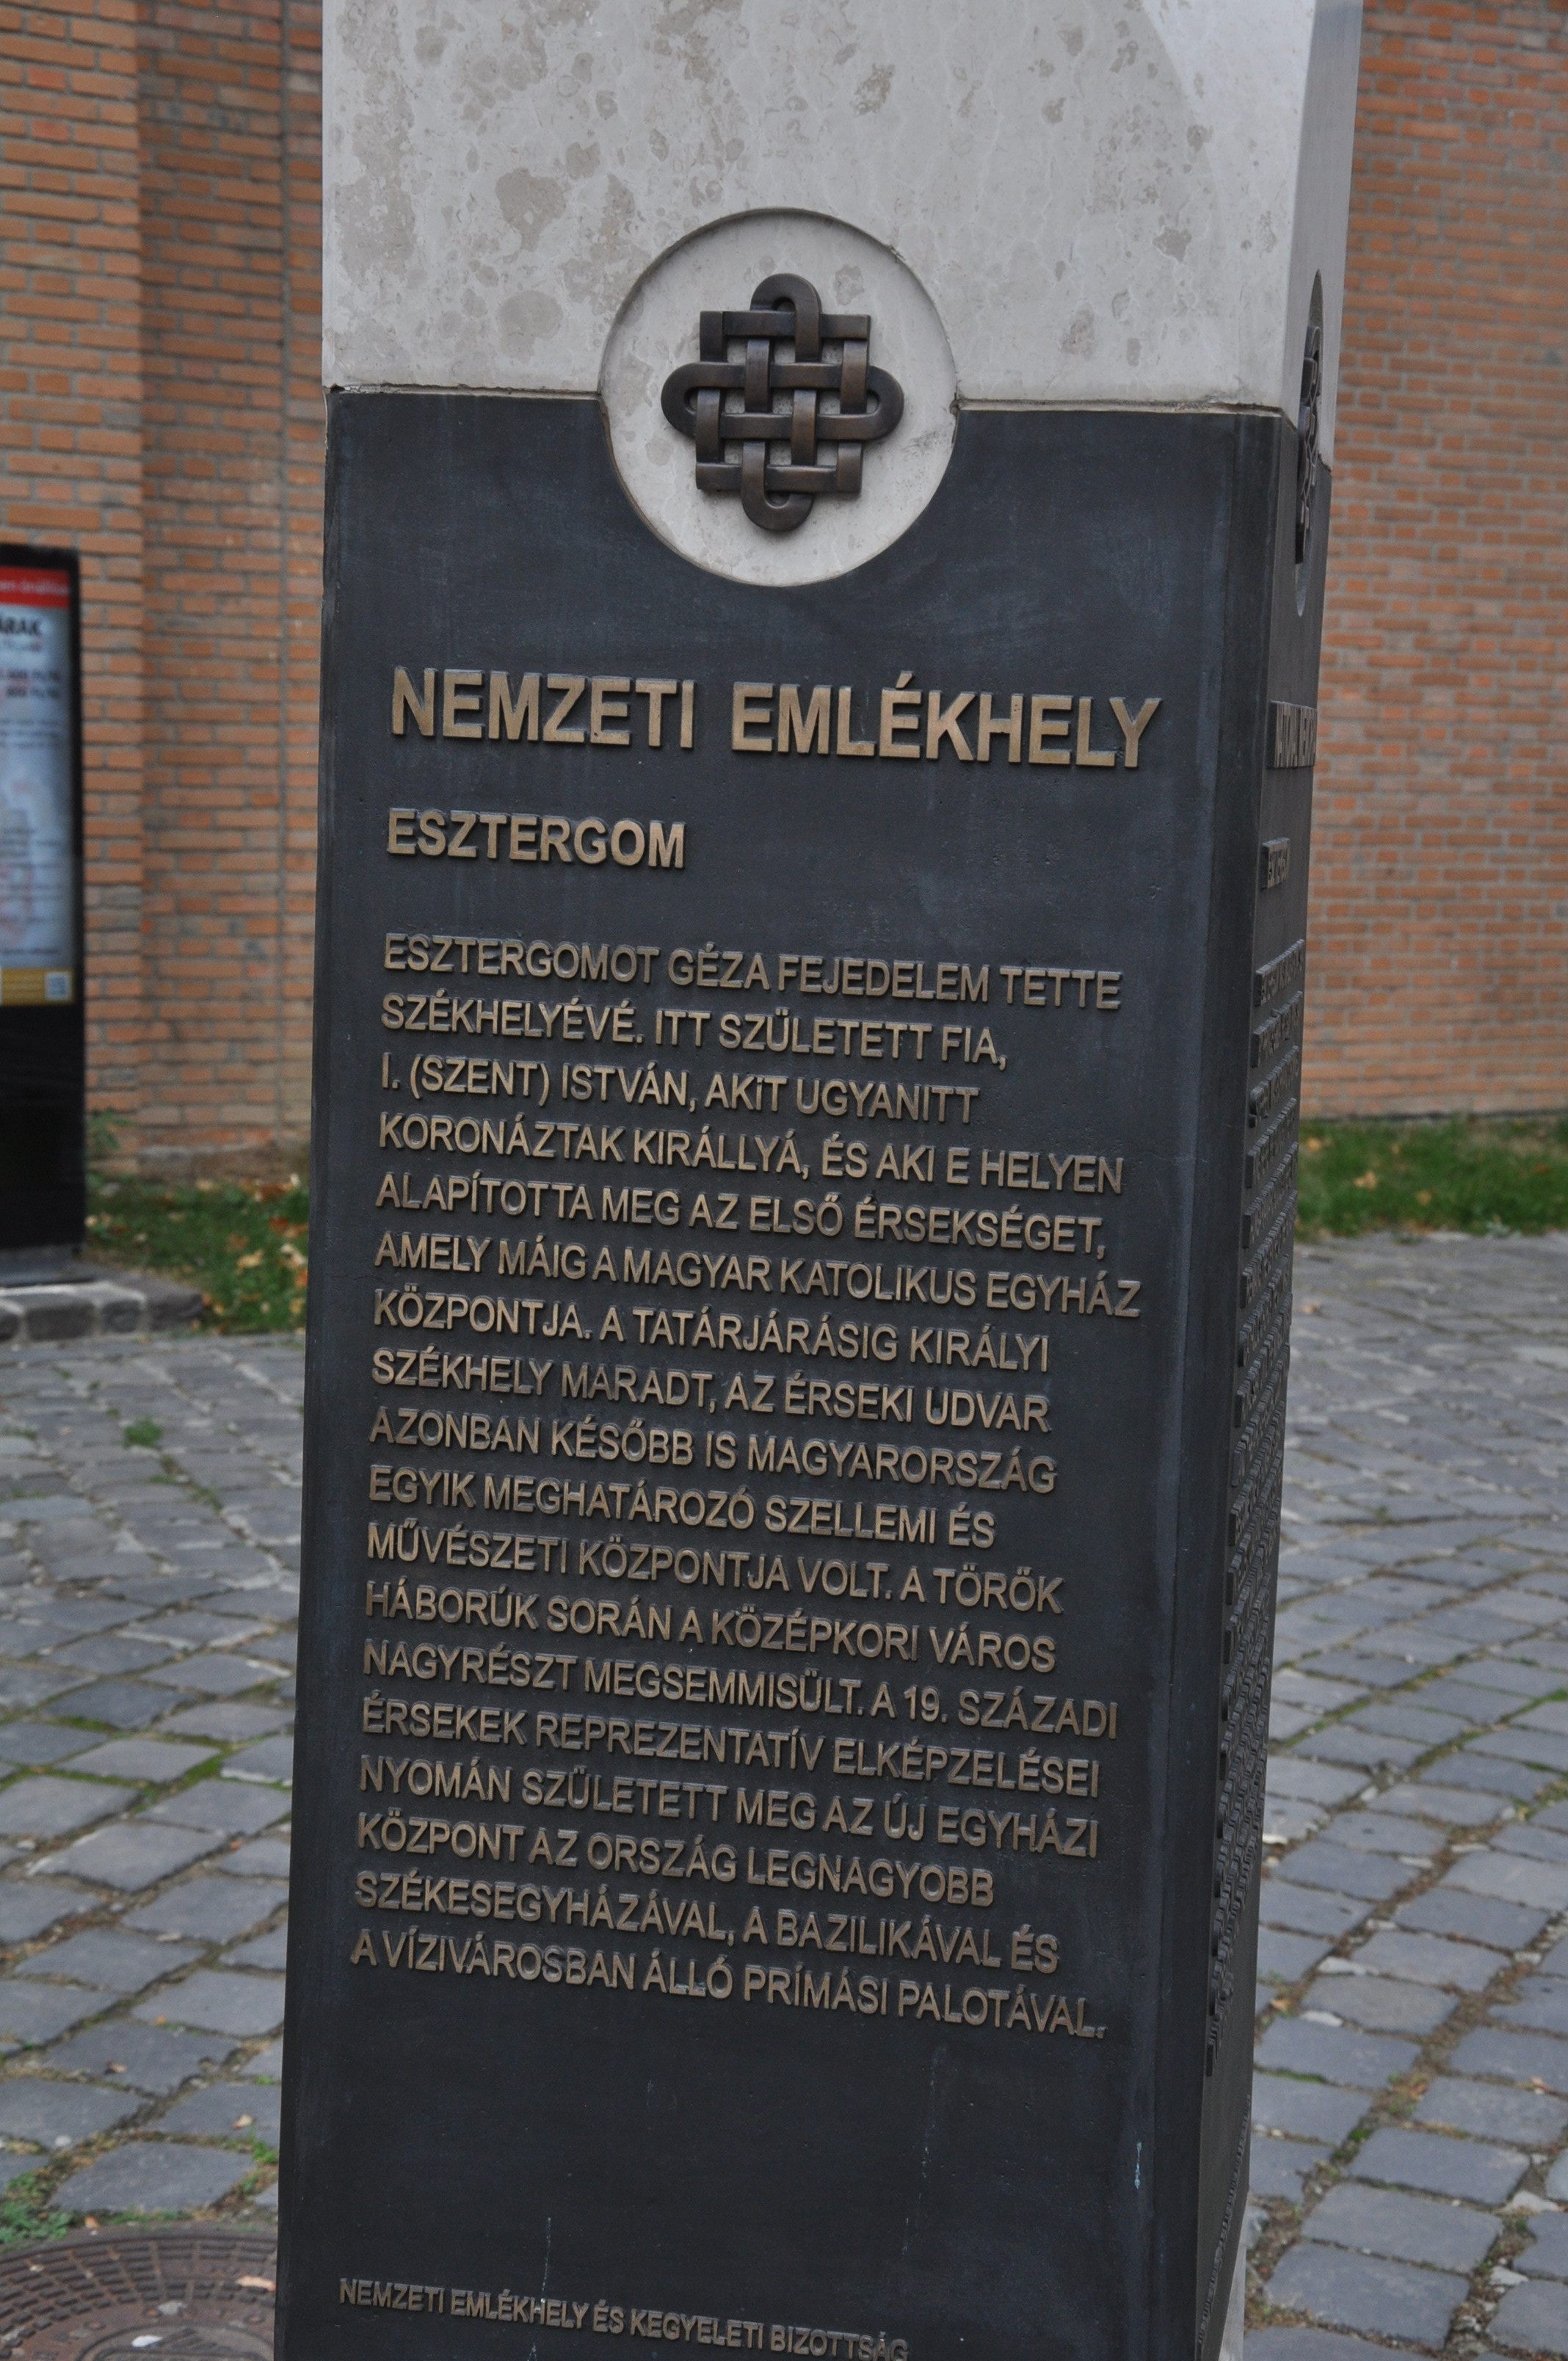 NEMZETI EMLÉKHELY
ESZTERGOM
ESZTERGOMOT GÉZA FEJEDELEM TETTE
SZÉKHELYÉVÉ. ITT SZÜLETETT FIA,
I. (SZENT) ISTVÁN, AKIT UGYANITT
KORONÁZTAK KIRÁLLYÁ, ÉS AKI E HELYEN
ALAPÍTOTTA MEG AZ ELSŐ ÉRSEKSÉGET,
AMELY MÁIG A MAGYAR KATOLIKUS EGYHÁZ
KÖZPONTJA. A TATÁRJÁRÁSIG KIRÁLYI
SZÉKHELY MARADT, AZ ÉRSEKI UDVAR
AZONBAN KÉSŐBB IS MAGYARORSZÁG
EGYIK MEGHATÁROZÓ SZELLEMI ÉS
MŰVÉSZETI KÖZPONTJA VOLT. A TÖRÖK
HÁBORÚK SORÁN A KÖZÉPKORI VÁROS
NAGYRÉSZT MEGSEMMISÜLT. A 19. SZÁZADI
ÉRSEKEK REPREZENTATÍV ELKÉPZELÉSEI
NYOMÁN SZÜLETETT MEG AZ ÚJ EGYHÁZI
KÖZPONT AZ ORSZÁG LEGNAGYOBB
SZÉKESEGYHÁZÁVAL, A BAZILIKÁVAL ÉS
A VÍZIVÁROSBAN ÁLLÓ PRÍMÁSI PALOTÁVAL.
NEMZETI EMLÉKHELY ÉS KEGYELETI BIZOTTSÁG